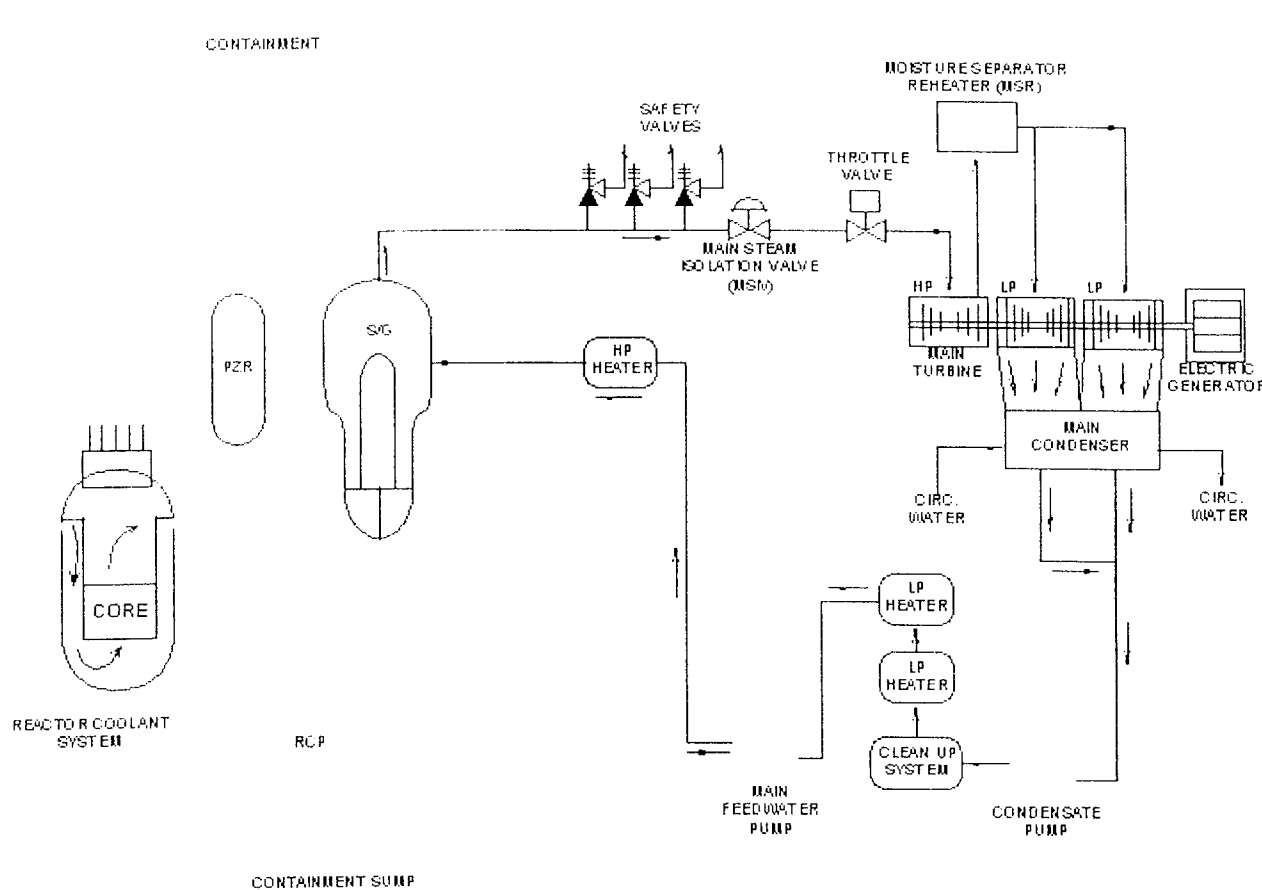 CONTAINMENT
MOISTURE SEPARATOR
REHEATER (MSR)
SAFETY
VALVES
THROTTLE
VALVE
MAIN STEAM
ISOLATION VALVE
(MSIV)
HP
LP
LP
S/G
PZR
HP
HEATER
MAIN
TURBINE
ELECTRIC
GENERATOR
MAIN
CONDENSER
CIRC.
WATER
CIRC.
WATER
CORE
LP
HEATER
LP
HEATER
REACTOR COOLANT
SYSTEM
RCP
CLEAN UP
SYSTEM
MAIN
FEEDWATER
PUMP
CONDENSATE
PUMP
CONTAINMENT SUMP